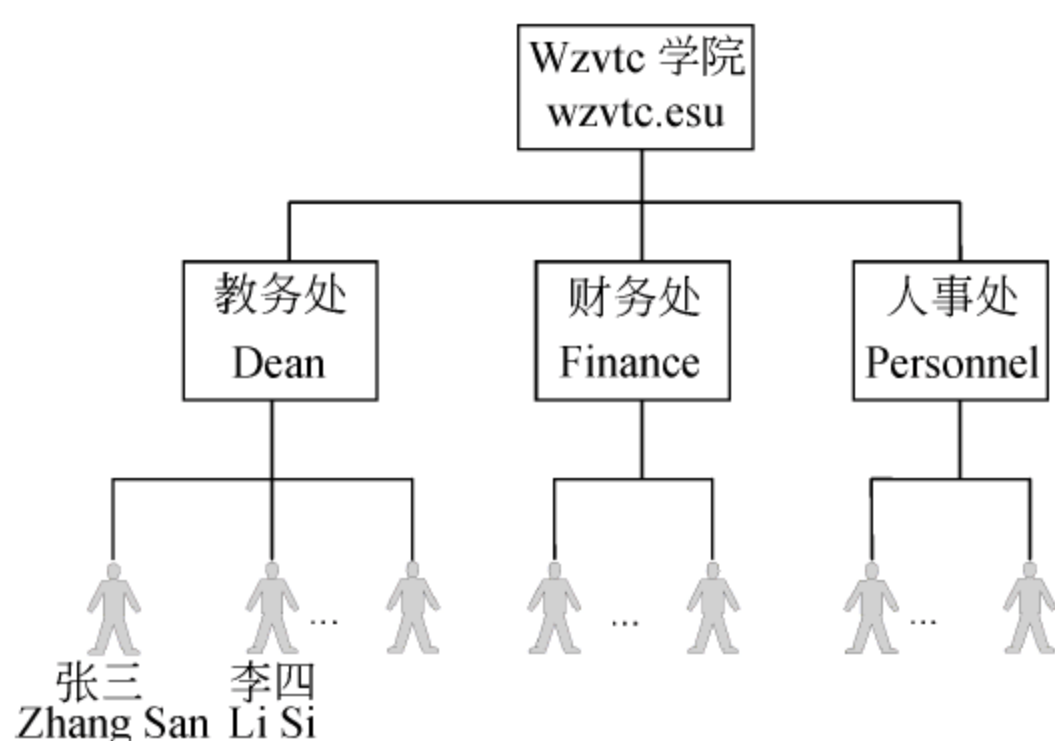 Wzvtc 学院
wzvtc.esu
教务处
Dean
财务处
Finance
人事处
Personnel
...
...
...
张三
Zhang San
李四
Li Si